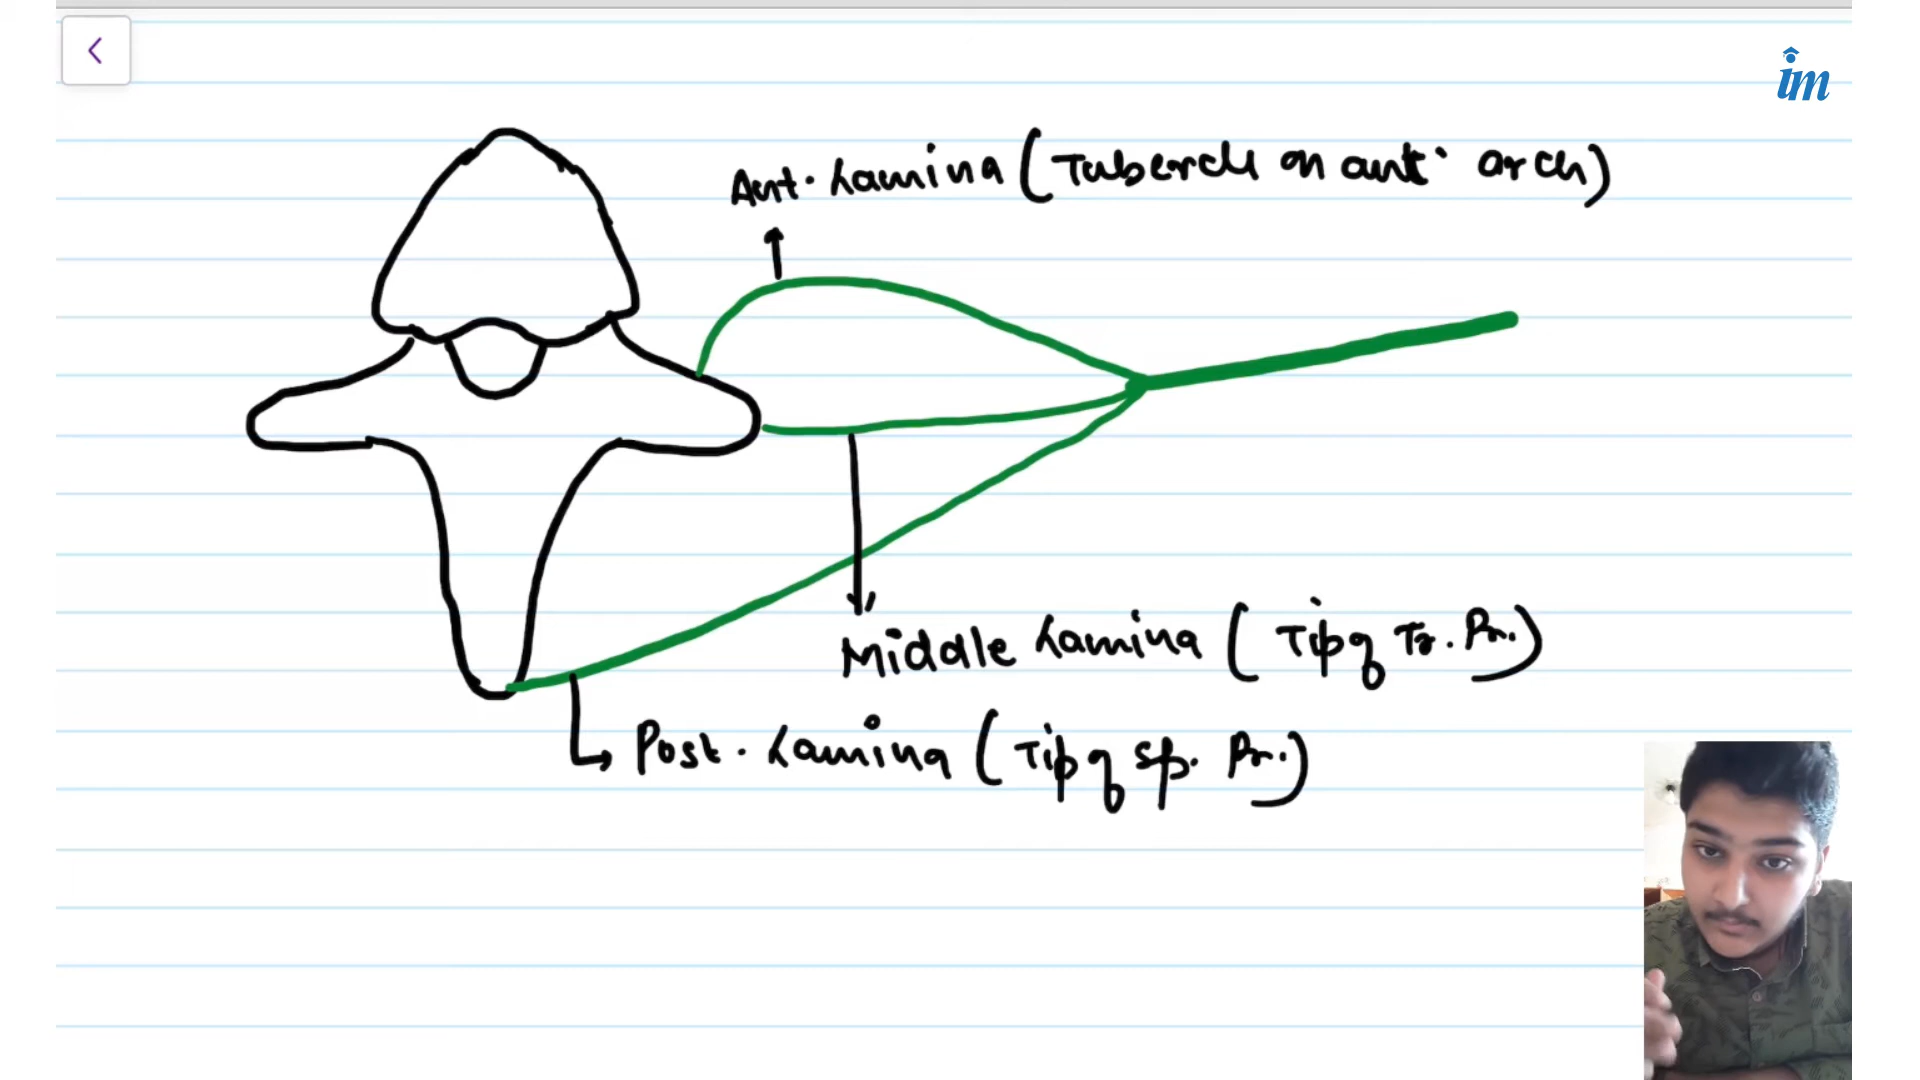 im
Ant. Lamina (Tubercle on ant. arch)
Middle Lamina (Tip of Tr. Pr.)
Post. Lamina (Tip of Sp. Pr.)